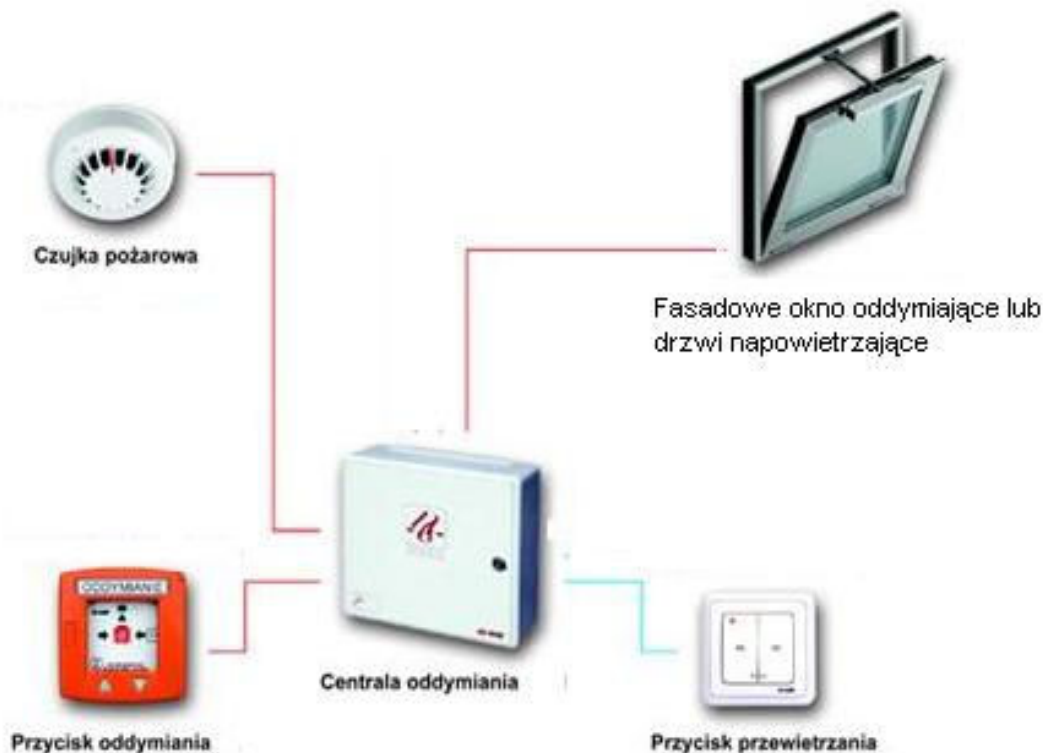 Czujka pożarowa
Fasadowe okno oddymiające lub
drzwi napowietrzające
ODDYMIANIE
Centrala oddymiania
Przycisk oddymiania
Przycisk przewietrzania